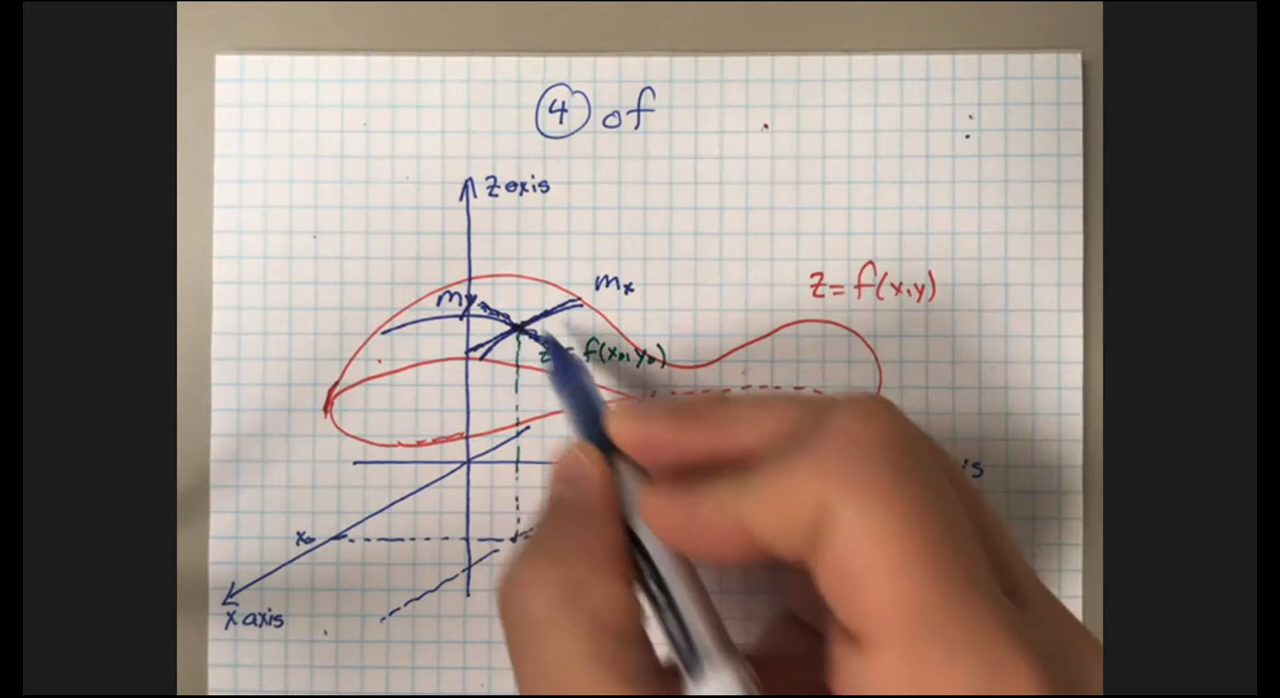 ④ of
z axis
mx
my
z = f(x,y)
z = f(x₀,y₀)
x₀
x axis